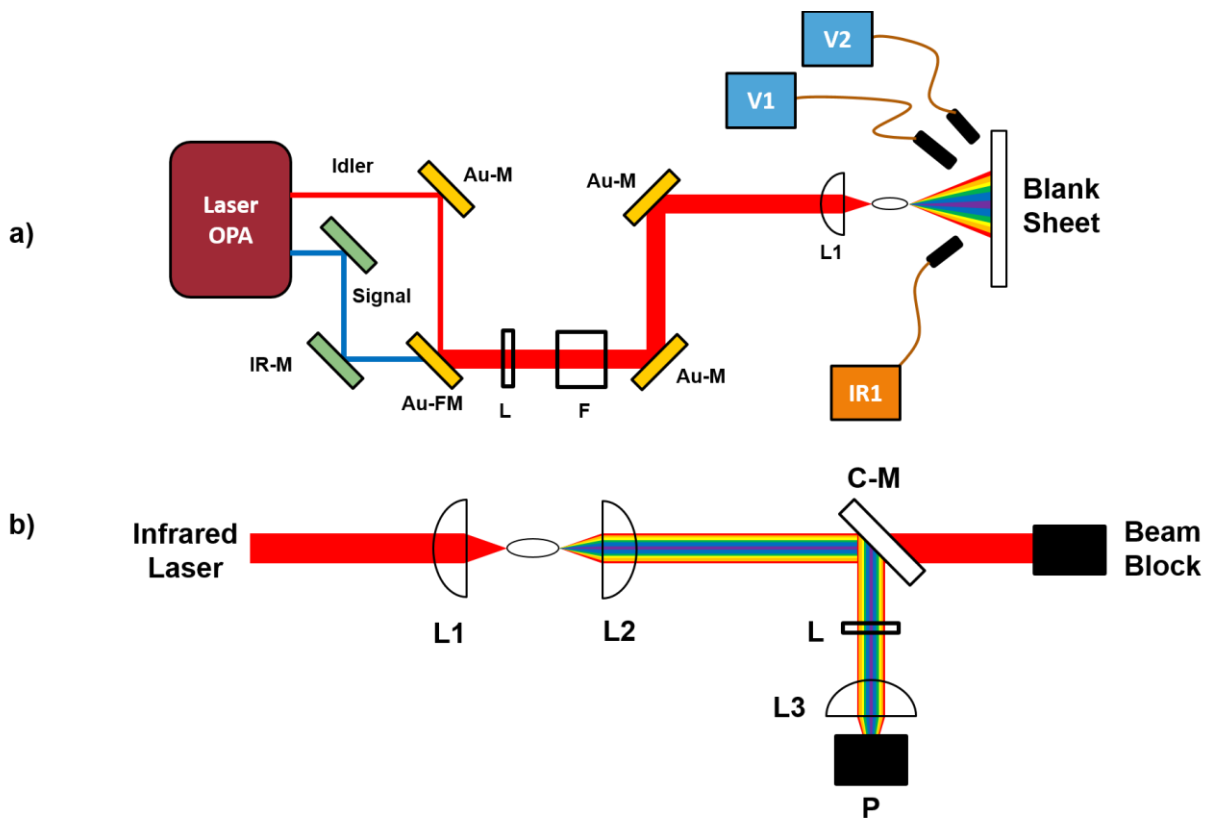 a)
Laser
OPA
Idler
Signal
IR-M
Au-M
Au-FM
L
F
Au-M
Au-M
L1
V1
V2
IR1
Blank
Sheet
b)
Infrared
Laser
L1
L2
C-M
Beam
Block
L
L3
P